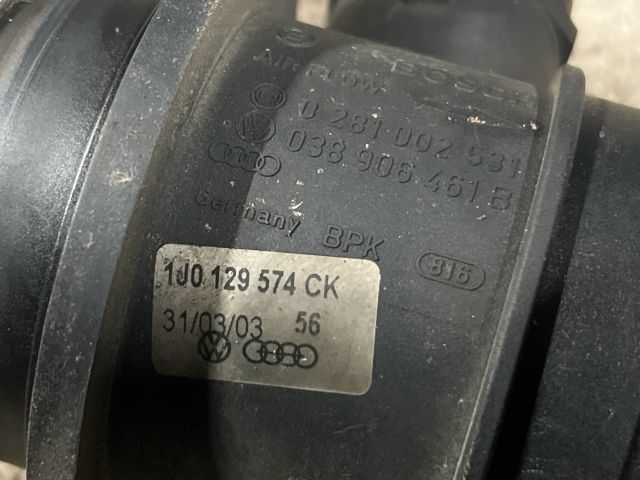 BOSCH
AIR FLOW
0 281 002 531
038 906 461 B
Germany BPK 816
1J0 129 574 CK
31/03/03 56